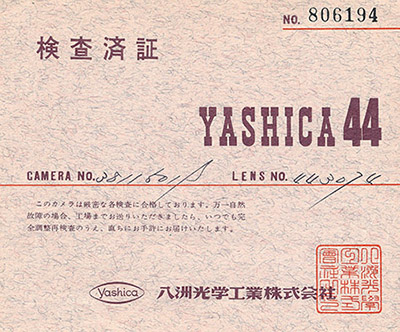 NO. 806194
検査済証
YASHICA 44
CAMERA NO. 3811601 LENS NO. 443074
このカメラは厳密な各検査に合格しております。万一自然
故障の場合、工場までお送りいただきましたら、いつでも完
全調整再検査のうえ、直ちにお手許にお届けいたします。
Yashica 八洲光学工業株式会社